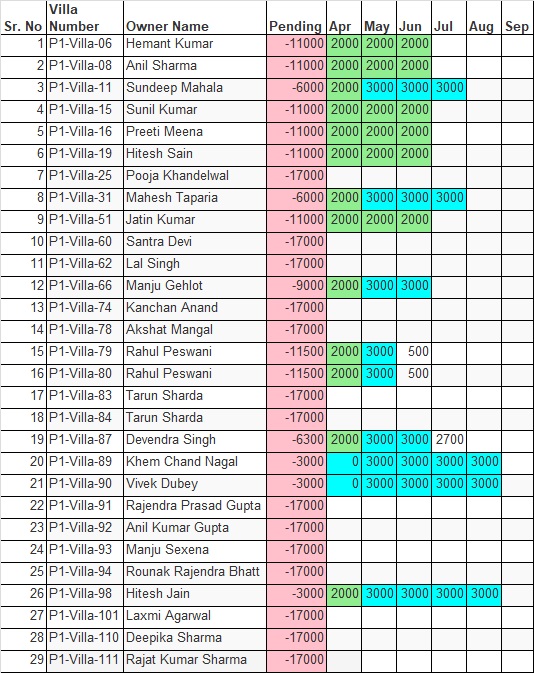 Sr. No Villa Number Owner Name Pending Apr May Jun Jul Aug Sep
1 P1-Villa-06 Hemant Kumar -11000 2000 2000 2000
2 P1-Villa-08 Anil Sharma -11000 2000 2000 2000
3 P1-Villa-11 Sundeep Mahala -6000 2000 3000 3000 3000
4 P1-Villa-15 Sunil Kumar -11000 2000 2000 2000
5 P1-Villa-16 Preeti Meena -11000 2000 2000 2000
6 P1-Villa-19 Hitesh Sain -11000 2000 2000 2000
7 P1-Villa-25 Pooja Khandelwal -17000
8 P1-Villa-31 Mahesh Taparia -6000 2000 3000 3000 3000
9 P1-Villa-51 Jatin Kumar -11000 2000 2000 2000
10 P1-Villa-60 Santra Devi -17000
11 P1-Villa-62 Lal Singh -17000
12 P1-Villa-66 Manju Gehlot -9000 2000 3000 3000
13 P1-Villa-74 Kanchan Anand -17000
14 P1-Villa-78 Akshat Mangal -17000
15 P1-Villa-79 Rahul Peswani -11500 2000 3000 500
16 P1-Villa-80 Rahul Peswani -11500 2000 3000 500
17 P1-Villa-83 Tarun Sharda -17000
18 P1-Villa-84 Tarun Sharda -17000
19 P1-Villa-87 Devendra Singh -6300 2000 3000 3000 2700
20 P1-Villa-89 Khem Chand Nagal -3000 0 3000 3000 3000 3000
21 P1-Villa-90 Vivek Dubey -3000 0 3000 3000 3000 3000
22 P1-Villa-91 Rajendra Prasad Gupta -17000
23 P1-Villa-92 Anil Kumar Gupta -17000
24 P1-Villa-93 Manju Sexena -17000
25 P1-Villa-94 Rounak Rajendra Bhatt -17000
26 P1-Villa-98 Hitesh Jain -3000 2000 3000 3000 3000 3000
27 P1-Villa-101 Laxmi Agarwal -17000
28 P1-Villa-110 Deepika Sharma -17000
29 P1-Villa-111 Rajat Kumar Sharma -17000